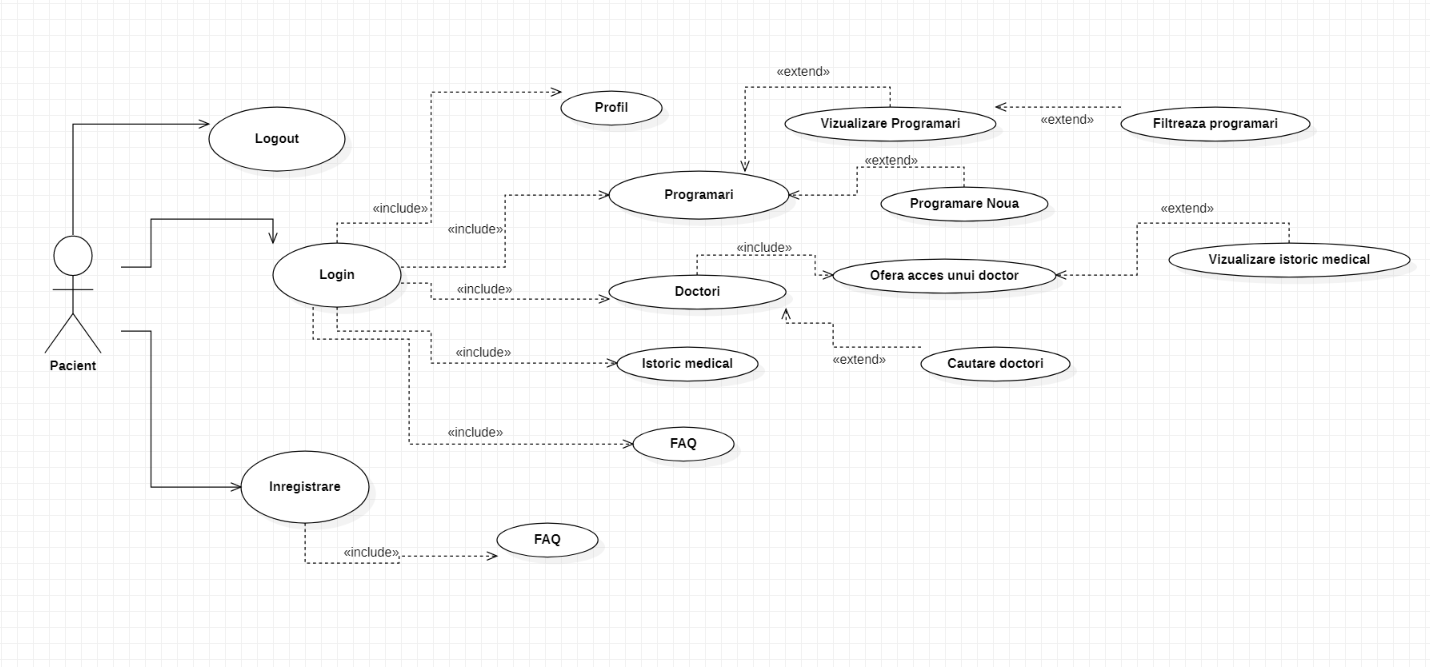 «extend»
Profil
Vizualizare Programari
«extend»
Filtreaza programari
Logout
«extend»
Programari
Programare Noua
«include»
«extend»
«include»
«include»
Vizualizare istoric medical
Login
Ofera acces unui doctor
«include»
Doctori
«include»
«extend»
Istoric medical
Cautare doctori
Pacient
«include»
FAQ
Inregistrare
FAQ
«include»